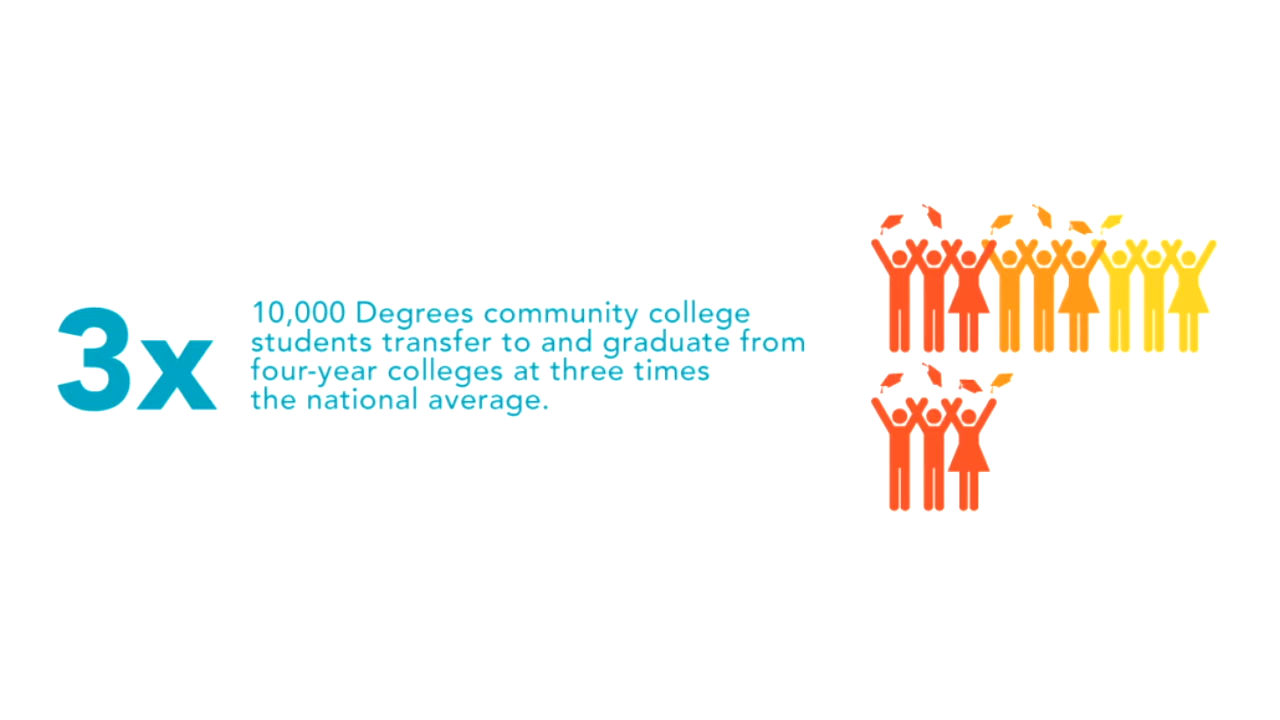 3x
10,000 Degrees community college
students transfer to and graduate from
four-year colleges at three times
the national average.